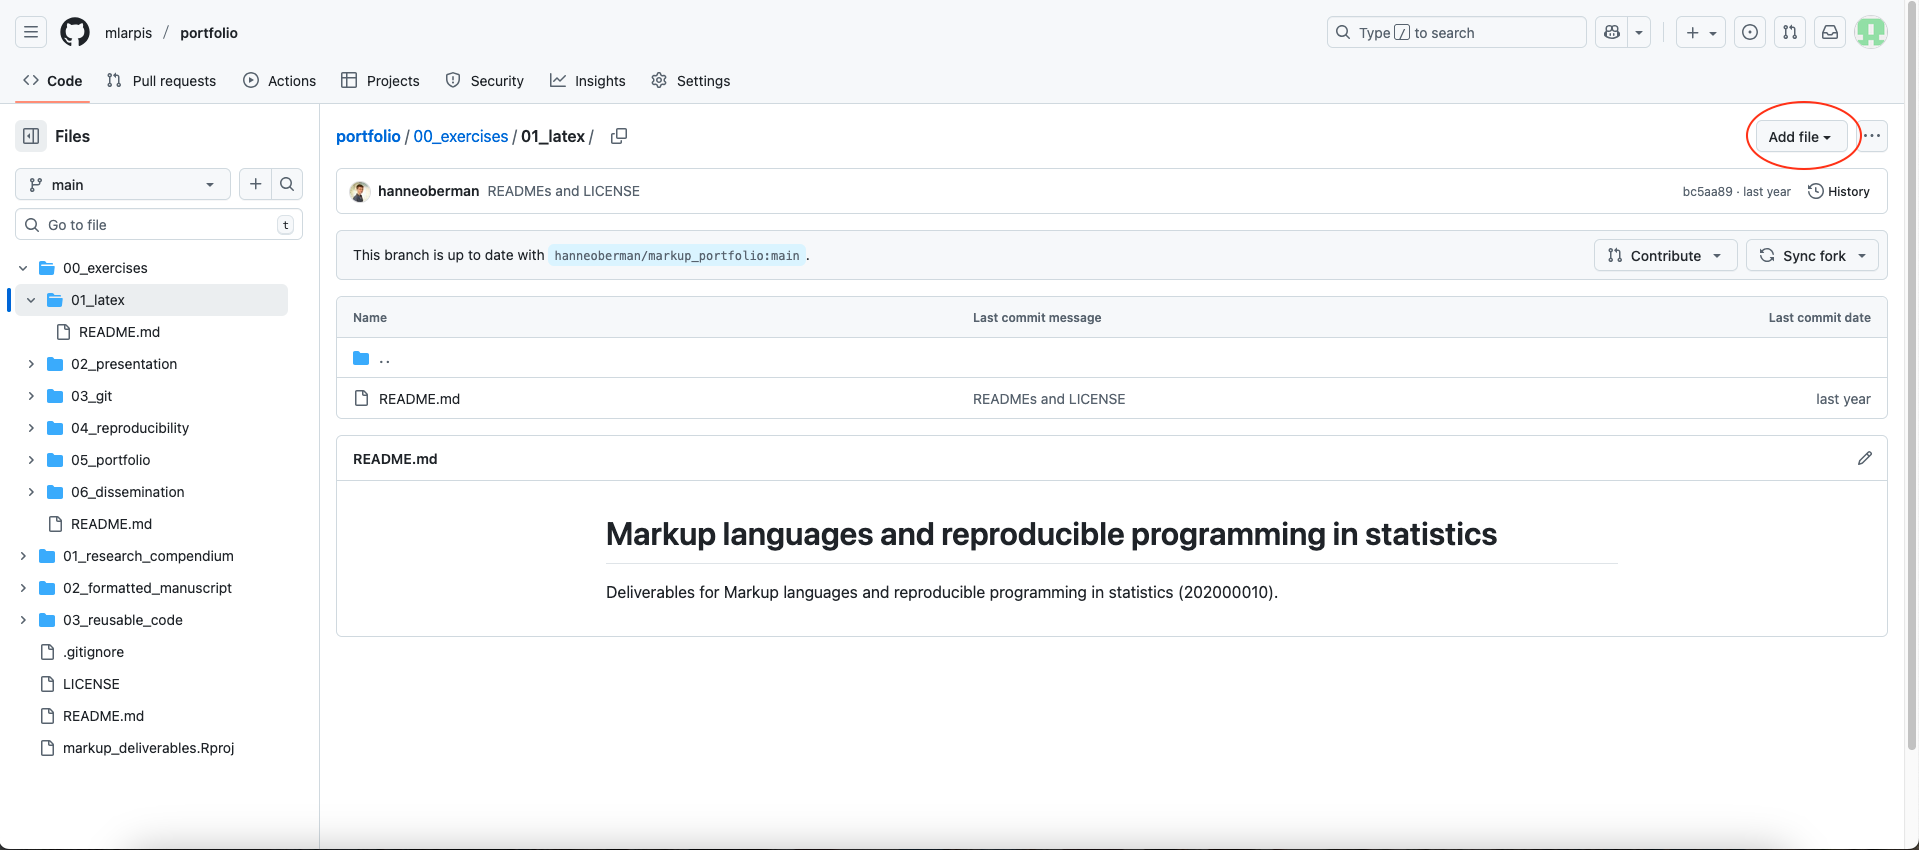 mlarpis / portfolio
Type / to search
Code Pull requests Actions Projects Security Insights Settings
Files
main
Go to file t
00_exercises
01_latex
README.md
02_presentation
03_git
04_reproducibility
05_portfolio
06_dissemination
README.md
01_research_compendium
02_formatted_manuscript
03_reusable_code
.gitignore
LICENSE
README.md
markup_deliverables.Rproj
portfolio / 00_exercises / 01_latex /
Add file
hanneoberman READMEs and LICENSE bc5aa89 · last year History
This branch is up to date with hanneoberman/markup_portfolio:main .
Contribute Sync fork
Name Last commit message Last commit date
..
README.md READMEs and LICENSE last year
README.md
Markup languages and reproducible programming in statistics
Deliverables for Markup languages and reproducible programming in statistics (202000010).